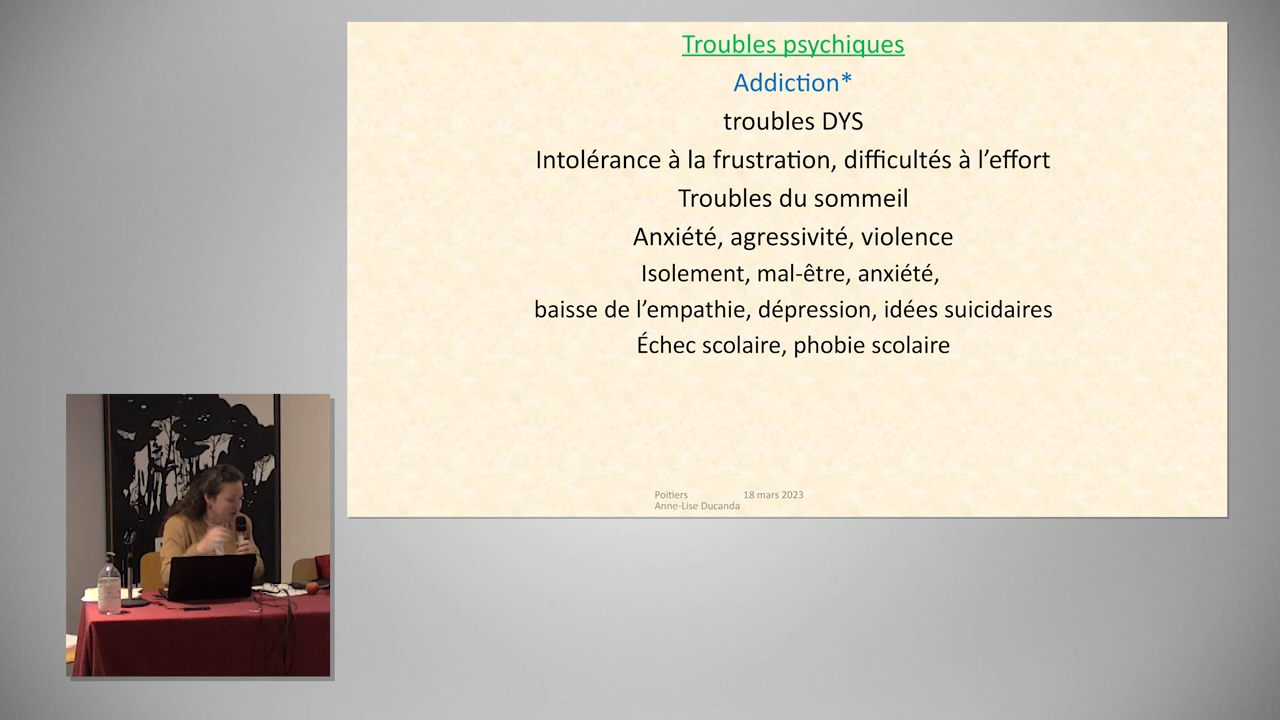 Troubles psychiques
Addiction*
troubles DYS
Intolérance à la frustration, difficultés à l’effort
Troubles du sommeil
Anxiété, agressivité, violence
Isolement, mal-être, anxiété,
baisse de l’empathie, dépression, idées suicidaires
Échec scolaire, phobie scolaire
Poitiers 18 mars 2023
Anne-Lise Ducanda